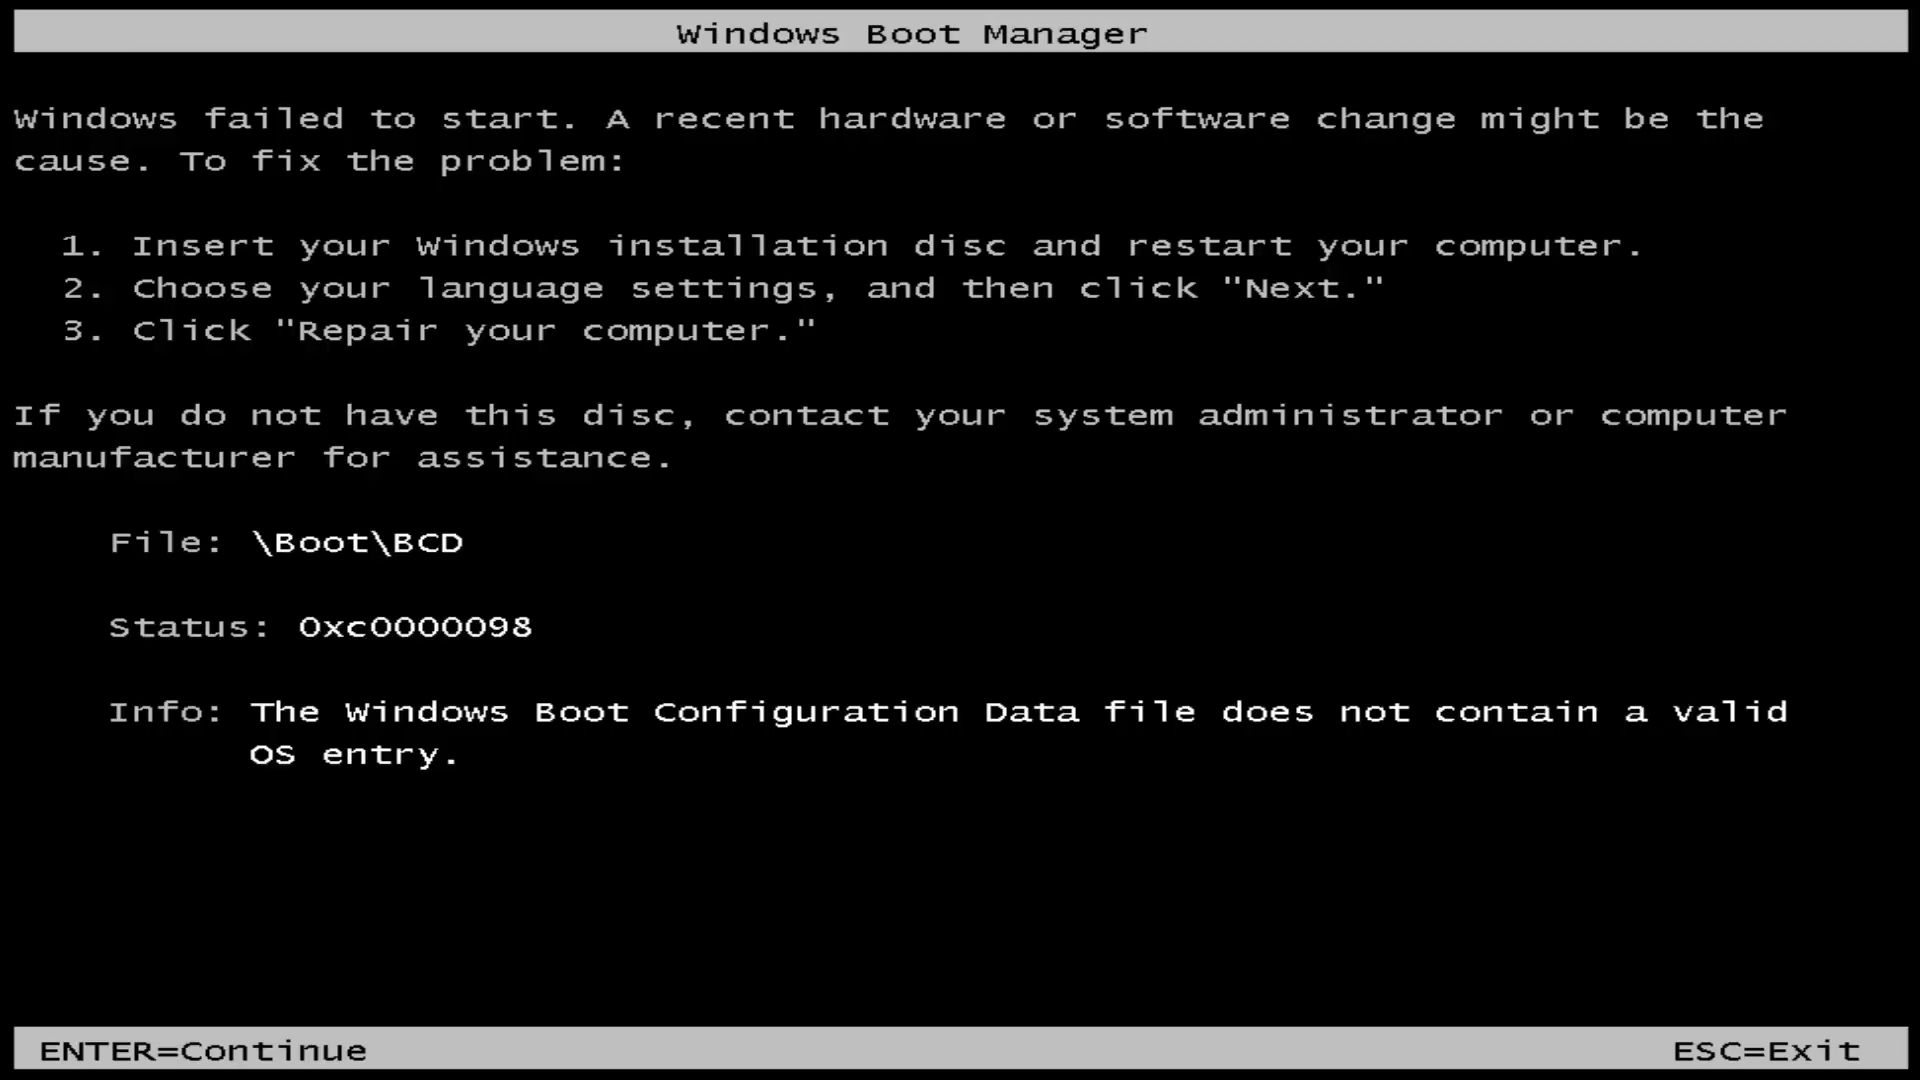 Windows Boot Manager
Windows failed to start. A recent hardware or software change might be the
cause. To fix the problem:
1. Insert your Windows installation disc and restart your computer.
2. Choose your language settings, and then click "Next."
3. Click "Repair your computer."
If you do not have this disc, contact your system administrator or computer
manufacturer for assistance.
File: \Boot\BCD
Status: 0xc0000098
Info: The Windows Boot Configuration Data file does not contain a valid
OS entry.
ENTER=Continue ESC=Exit